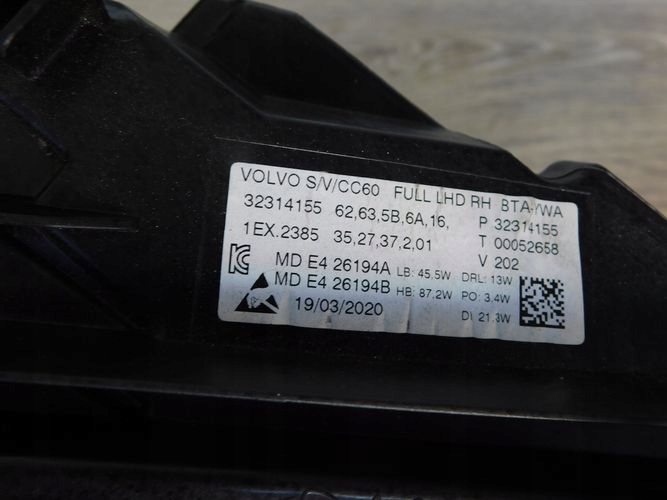 VOLVO S/V/CC60 FULL LHD RH BTA-/WA
32314155 62,63,5B,6A,16, P 32314155
1EX.2385 35,27,37,2,01 T 00052658
V 202
MD E4 26194A LB: 45.5W DRL: 13W
MD E4 26194B HB: 87.2W PO: 3.4W
19/03/2020 DI: 21.3W